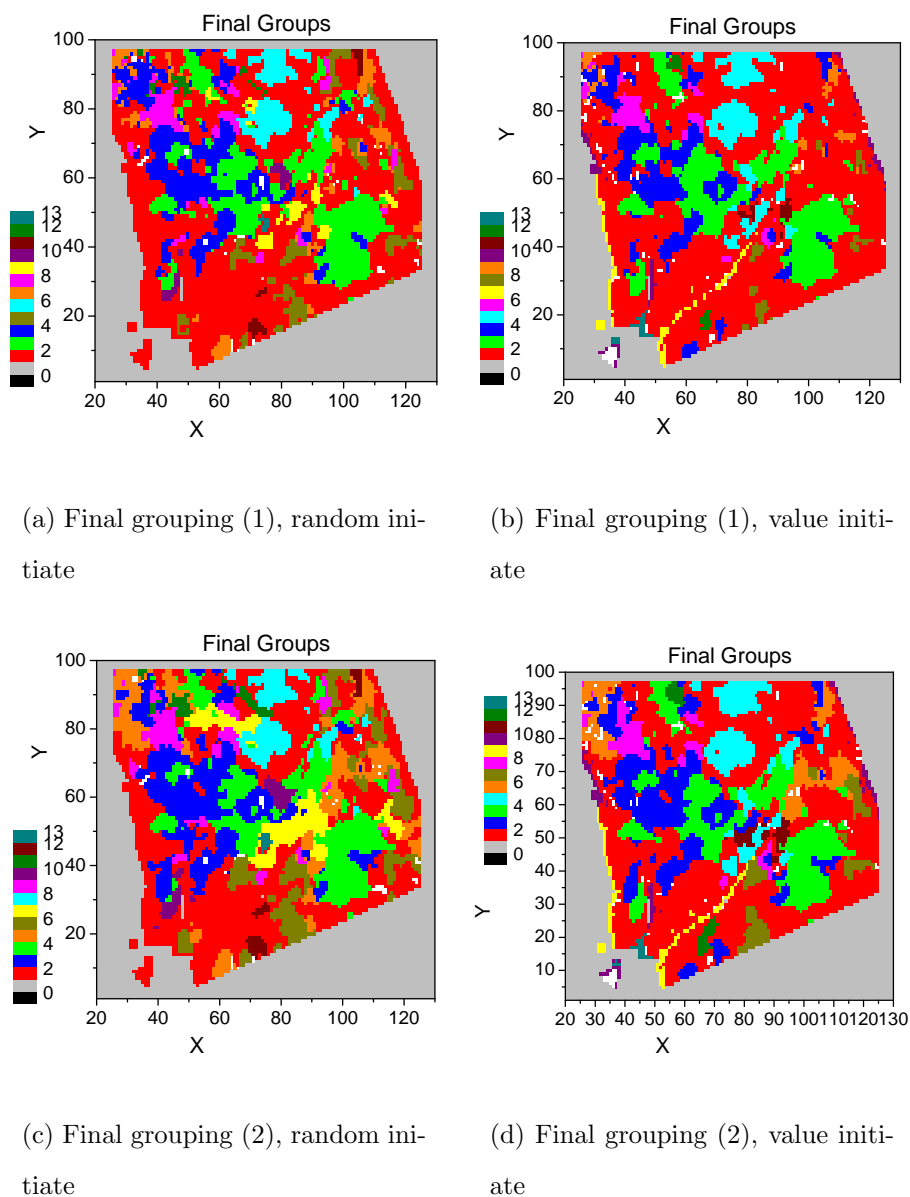 Final Groups
Final Groups
100
80
60
40
20
Y
13
12
10
8
6
4
2
0
20 40 60 80 100 120
X
100
80
60
40
20
Y
13
12
10
8
6
4
2
0
20 40 60 80 100 120
X
(a) Final grouping (1), random ini-
tiate
(b) Final grouping (1), value initi-
ate
Final Groups
Final Groups
100
80
60
40
20
Y
13
12
10
8
6
4
2
0
20 40 60 80 100 120
X
100
90
80
70
60
50
40
30
20
10
Y
13
12
10
8
6
4
2
0
20 30 40 50 60 70 80 90 100 110 120 130
X
(c) Final grouping (2), random ini-
tiate
(d) Final grouping (2), value initi-
ate